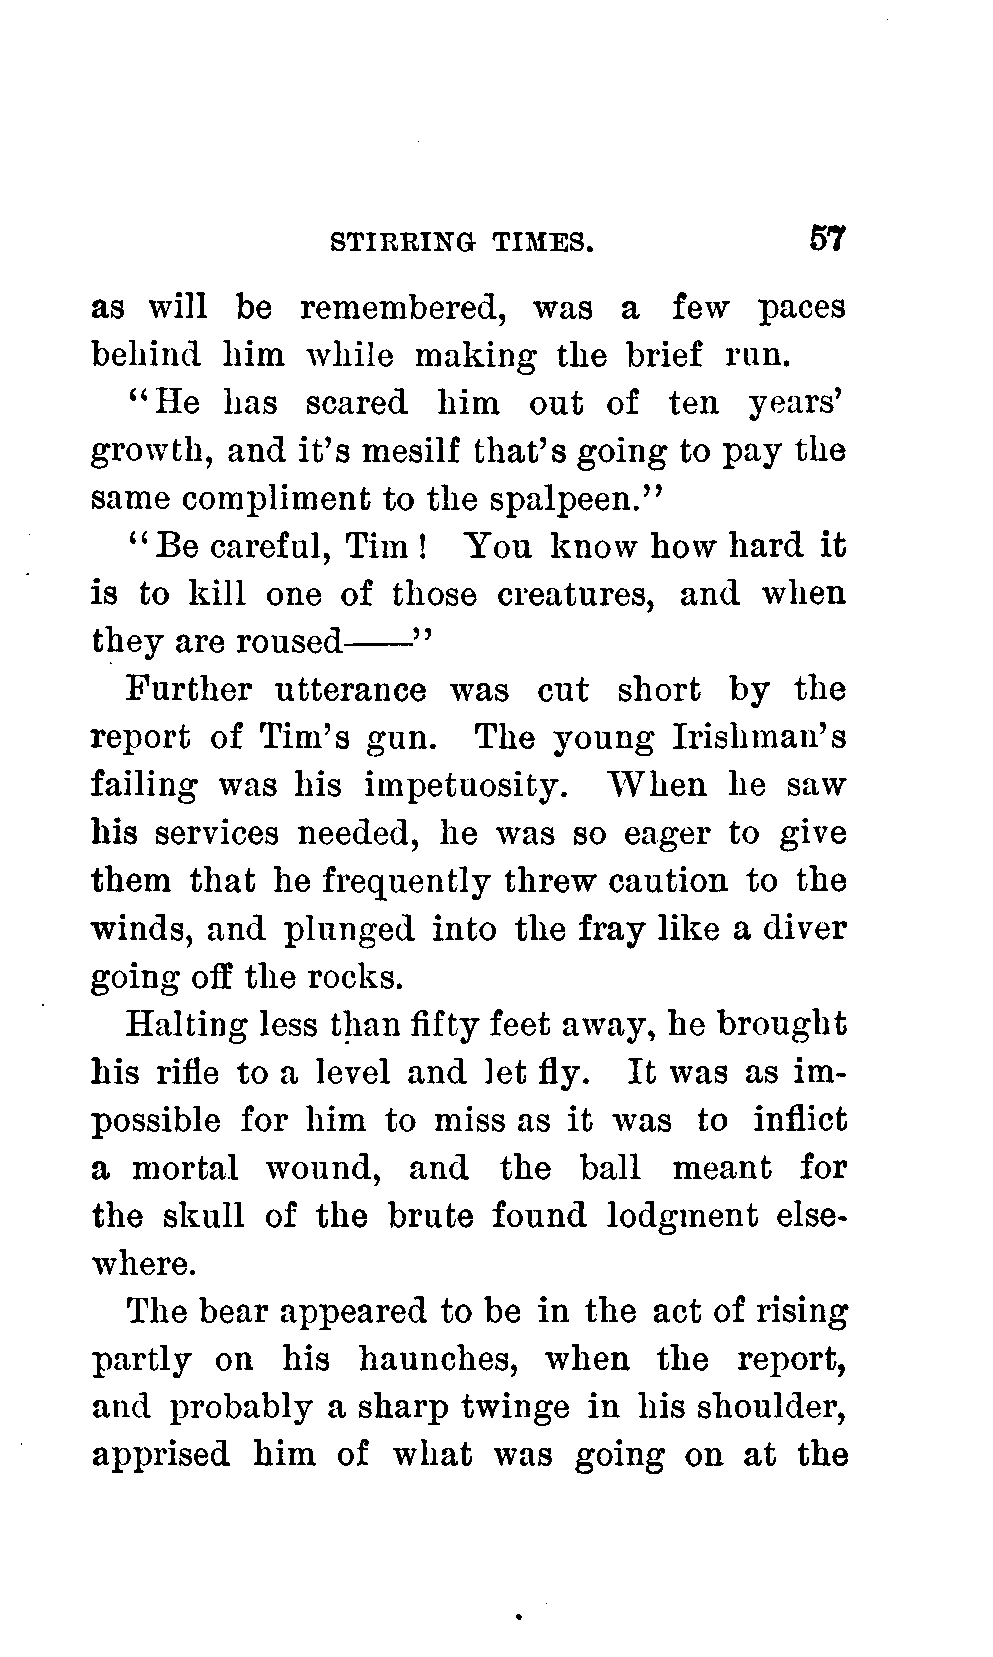 STIRRING TIMES. 57
as will be remembered, was a few paces
behind him while making the brief run.
"He has scared him out of ten years'
growth, and it's mesilf that's going to pay the
same compliment to the spalpeen."
"Be careful, Tim! You know how hard it
is to kill one of those creatures, and when
they are roused——"
Further utterance was cut short by the
report of Tim's gun. The young Irishman's
failing was his impetuosity. When he saw
his services needed, he was so eager to give
them that he frequently threw caution to the
winds, and plunged into the fray like a diver
going off the rocks.
Halting less than fifty feet away, he brought
his rifle to a level and let fly. It was as im-
possible for him to miss as it was to inflict
a mortal wound, and the ball meant for
the skull of the brute found lodgment else-
where.
The bear appeared to be in the act of rising
partly on his haunches, when the report,
and probably a sharp twinge in his shoulder,
apprised him of what was going on at the